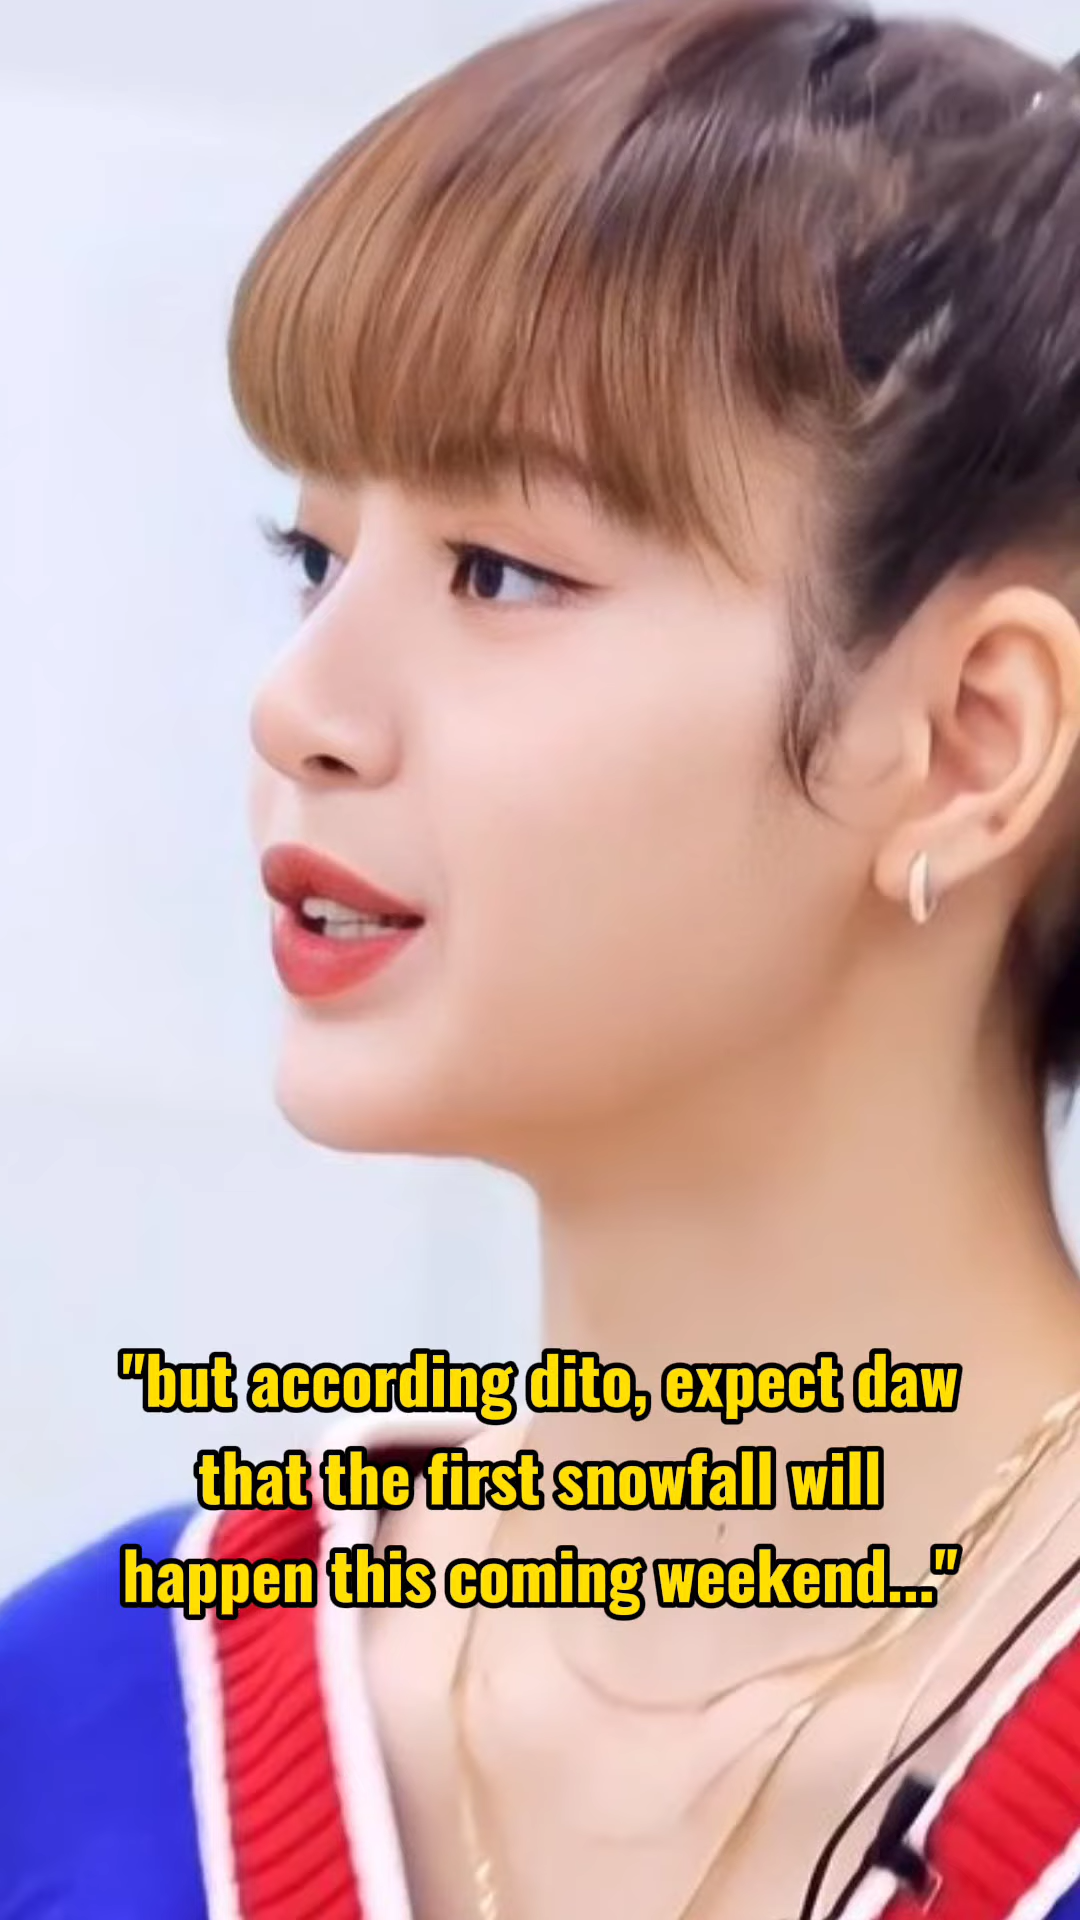 "but according dito, expect daw
that the first snowfall will
happen this coming weekend..."